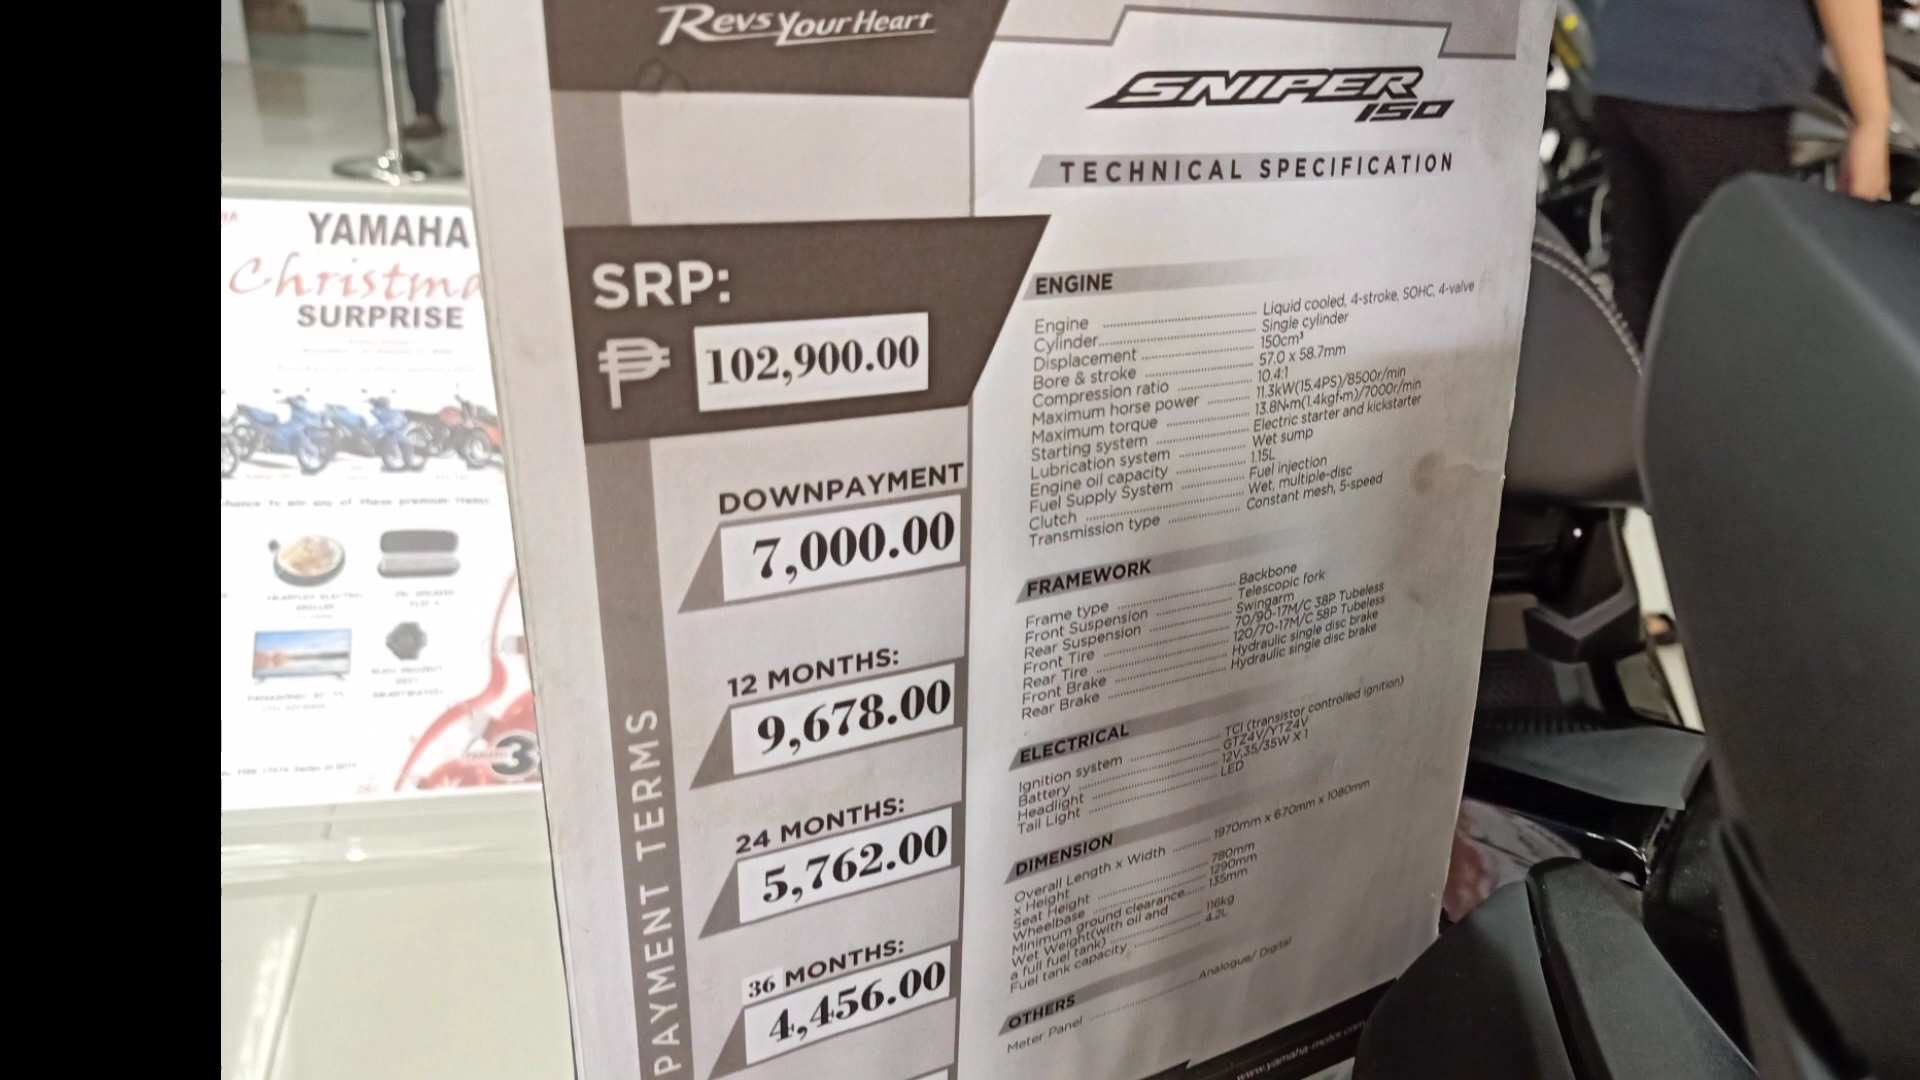 Revs Your Heart
SRP:
₱ 102,900.00
DOWNPAYMENT
7,000.00
12 MONTHS:
9,678.00
24 MONTHS:
5,762.00
36 MONTHS:
4,456.00
PAYMENT TERMS
SNIPER
150
TECHNICAL SPECIFICATION
ENGINE
Engine Liquid cooled, 4-stroke, SOHC, 4-valve
Cylinder Single cylinder
Displacement 150cm³
Bore & stroke 57.0 x 58.7mm
Compression ratio 10.4:1
Maximum horse power 11.3kW(15.4PS)/8500r/min
Maximum torque 13.8N•m(1.4kgf•m)/7000r/min
Starting system Electric starter and kickstarter
Lubrication system Wet sump
Engine oil capacity 1.15L
Fuel Supply System Fuel injection
Clutch Wet, multiple-disc
Transmission type Constant mesh, 5-speed
FRAMEWORK
Frame type Backbone
Front Suspension Telescopic fork
Rear Suspension Swingarm
Front Tire 70/90-17M/C 38P Tubeless
Rear Tire 120/70-17M/C 58P Tubeless
Front Brake Hydraulic single disc brake
Rear Brake Hydraulic single disc brake
ELECTRICAL
Ignition system TCI (transistor controlled ignition)
Battery GTZ4V/YTZ4V
Headlight 12V,35/35W X 1
Tail Light LED
DIMENSION
Overall Length x Width 1970mm x 670mm x 1080mm
x Height
Seat Height 780mm
Wheelbase 1290mm
Minimum ground clearance 135mm
Wet Weight(with oil and
a full fuel tank) 116kg
Fuel tank capacity 4.2L
OTHERS
Meter Panel Analogue/ Digital
www.yamaha-motor.com
YAMAHA
Christma
SURPRISE